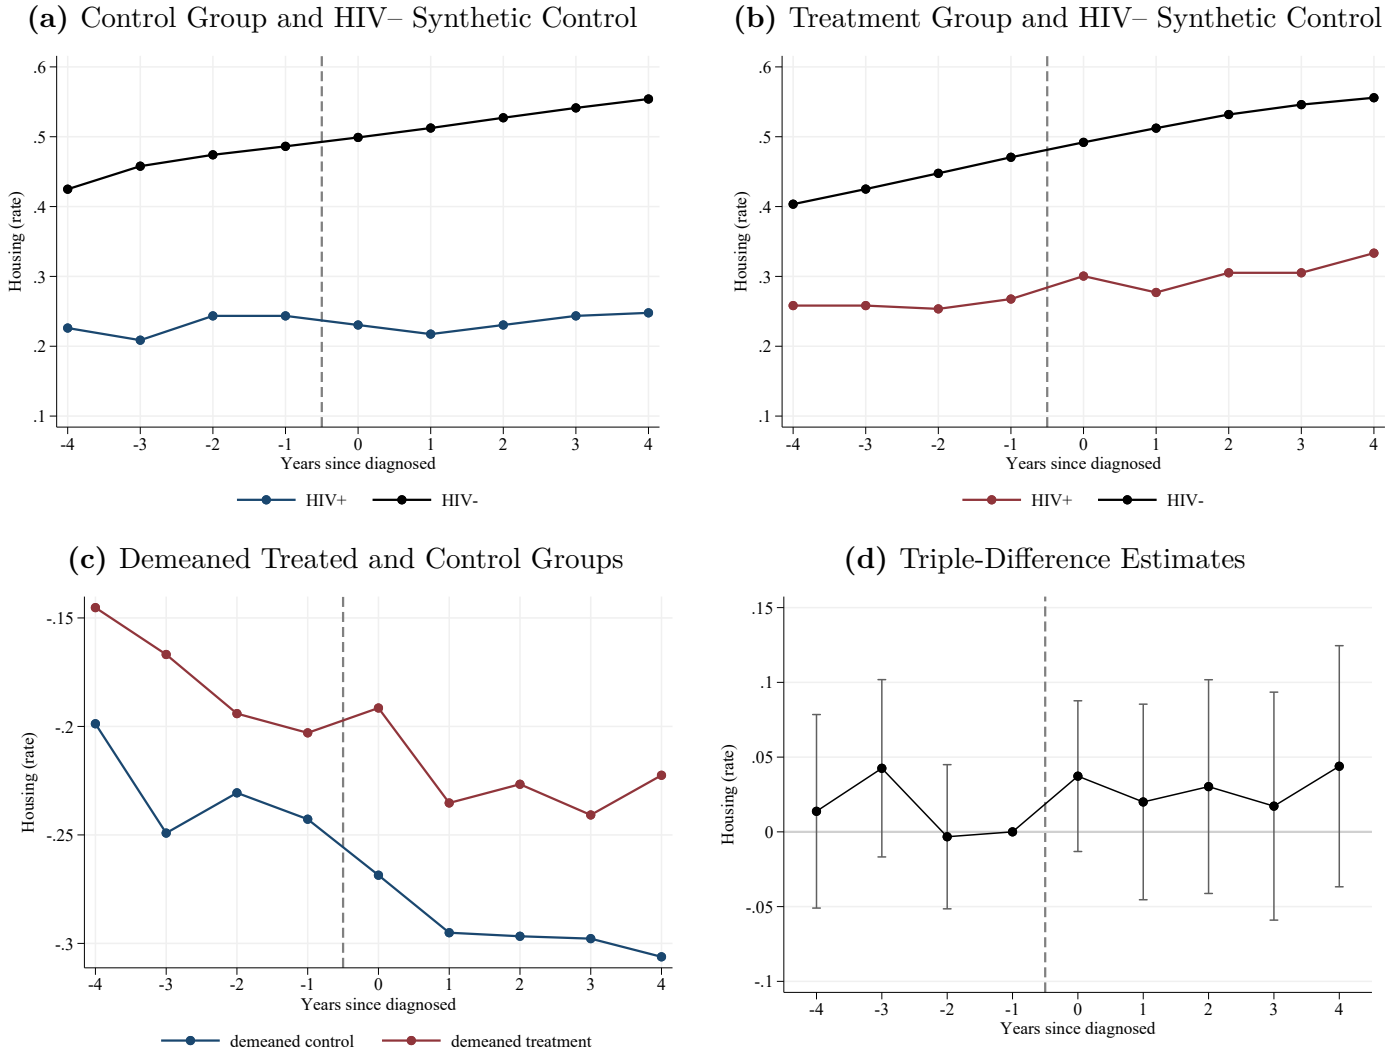 (a) Control Group and HIV– Synthetic Control
.6
.5
.4
.3
.2
.1
Housing (rate)
-4 -3 -2 -1 0 1 2 3 4
Years since diagnosed
HIV+ HIV-
(b) Treatment Group and HIV– Synthetic Control
.6
.5
.4
.3
.2
.1
Housing (rate)
-4 -3 -2 -1 0 1 2 3 4
Years since diagnosed
HIV+ HIV-
(c) Demeaned Treated and Control Groups
-.15
-.2
-.25
-.3
Housing (rate)
-4 -3 -2 -1 0 1 2 3 4
Years since diagnosed
demeaned control demeaned treatment
(d) Triple-Difference Estimates
.15
.1
.05
0
-.05
-.1
Housing (rate)
-4 -3 -2 -1 0 1 2 3 4
Years since diagnosed